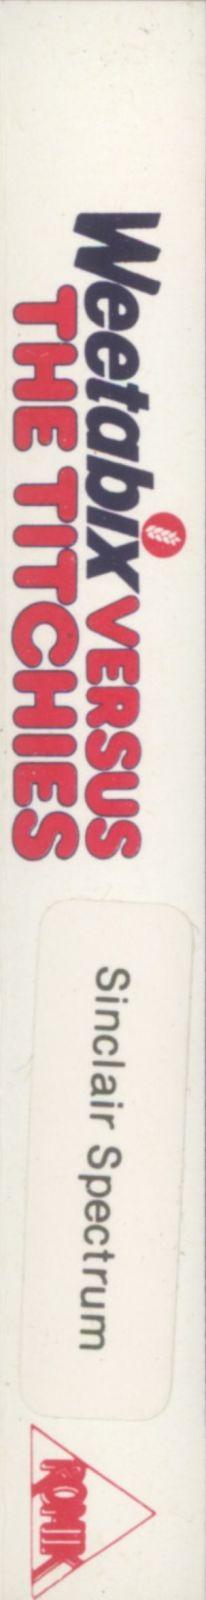 Weetabix VERSUS
THE TITCHIES
Sinclair Spectrum
ROMIK